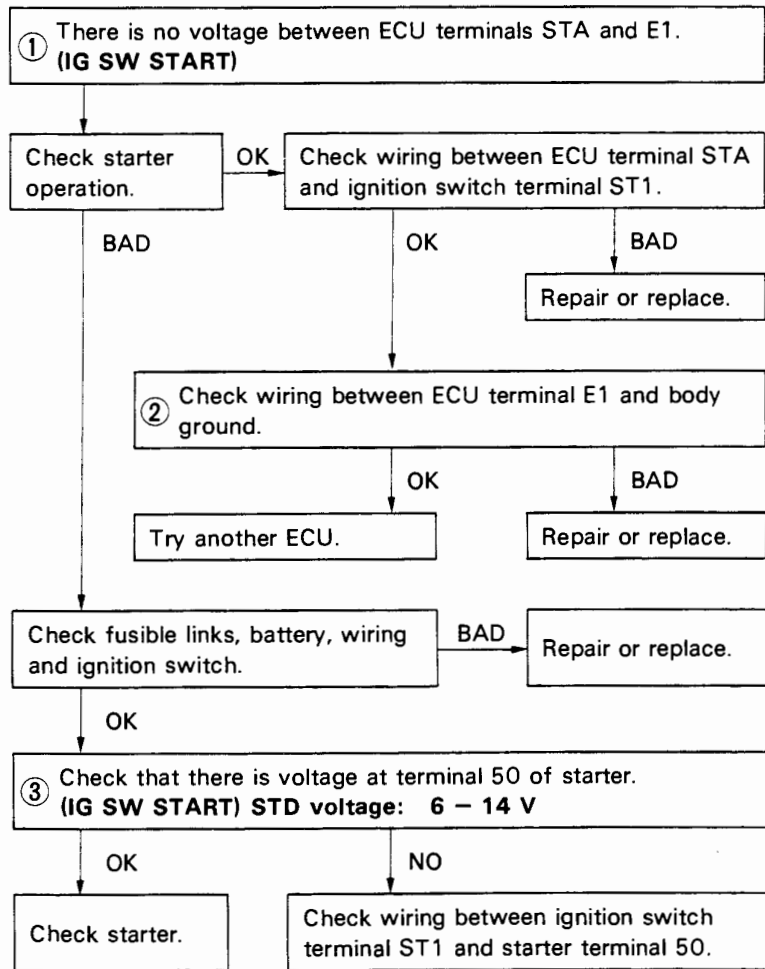 ① There is no voltage between ECU terminals STA and E1.
(IG SW START)
Check starter
operation.
OK
Check wiring between ECU terminal STA
and ignition switch terminal ST1.
BAD
OK
BAD
Repair or replace.
② Check wiring between ECU terminal E1 and body
ground.
OK
BAD
Try another ECU.
Repair or replace.
Check fusible links, battery, wiring
and ignition switch.
BAD
Repair or replace.
OK
③ Check that there is voltage at terminal 50 of starter.
(IG SW START) STD voltage: 6 – 14 V
OK
NO
Check starter.
Check wiring between ignition switch
terminal ST1 and starter terminal 50.